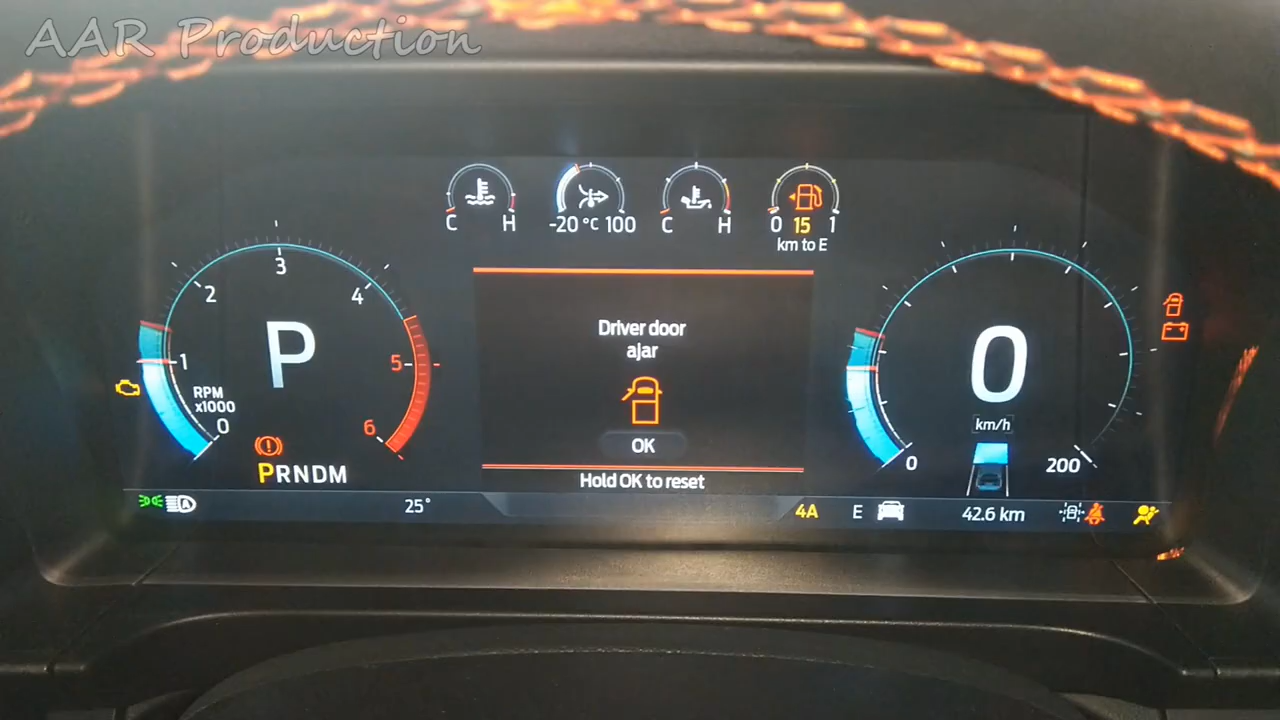 AAR Production
C H
-20 °C 100
C H
0 15 1
km to E
3
2
4
1
5
P
RPM
x1000
0
6
PRNDM
Driver door
ajar
OK
Hold OK to reset
0
km/h
0
200
25°
4A
E
42.6 km
A